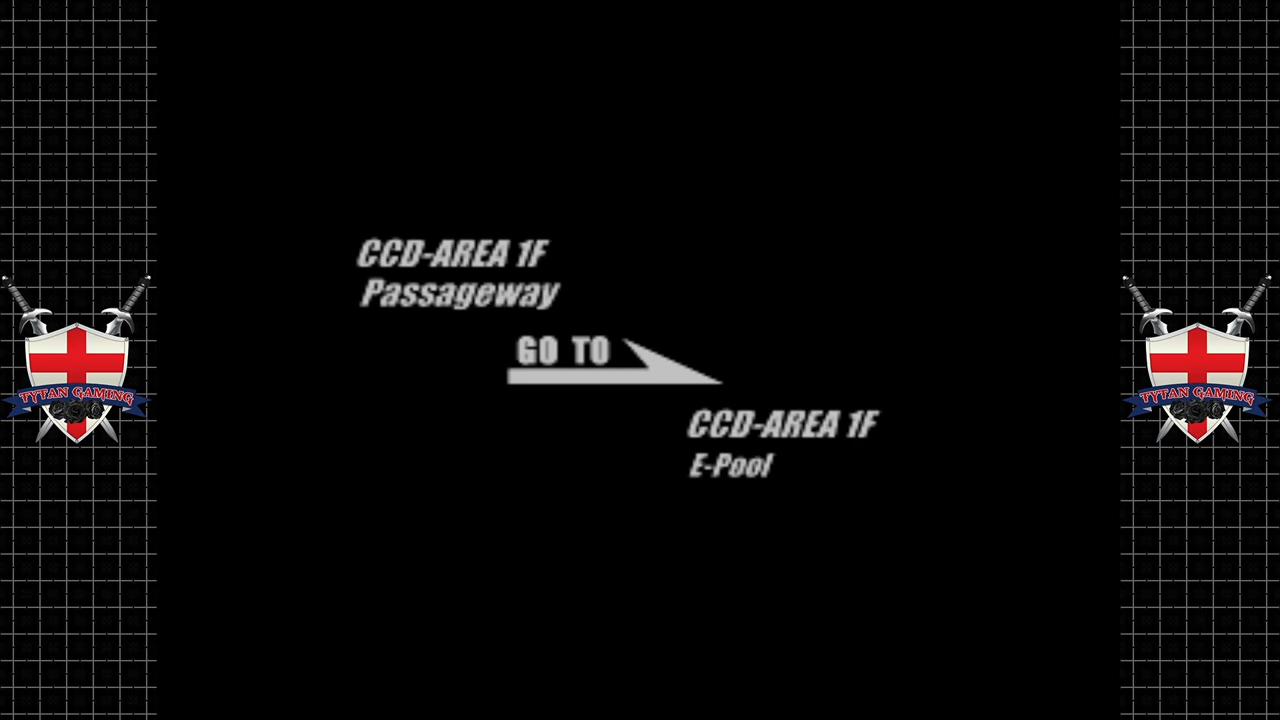 CCD-AREA 1F
Passageway
GO TO
CCD-AREA 1F
E-Pool
TYTAN GAMING
TYTAN GAMING